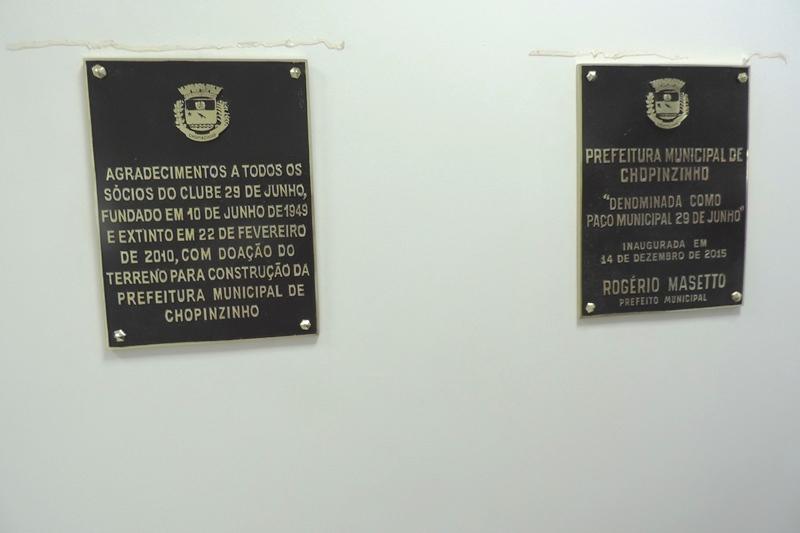 AGRADECIMENTOS A TODOS OS
SÓCIOS DO CLUBE 29 DE JUNHO,
FUNDADO EM 10 DE JUNHO DE 1949
E EXTINTO EM 22 DE FEVEREIRO
DE 2010, COM DOAÇÃO DO
TERRENO PARA CONSTRUÇÃO DA
PREFEITURA MUNICIPAL DE
CHOPINZINHO
PREFEITURA MUNICIPAL DE
CHOPINZINHO
"DENOMINADA COMO
PAÇO MUNICIPAL 29 DE JUNHO"
INAUGURADA EM
14 DE DEZEMBRO DE 2015
ROGÉRIO MASETTO
PREFEITO MUNICIPAL